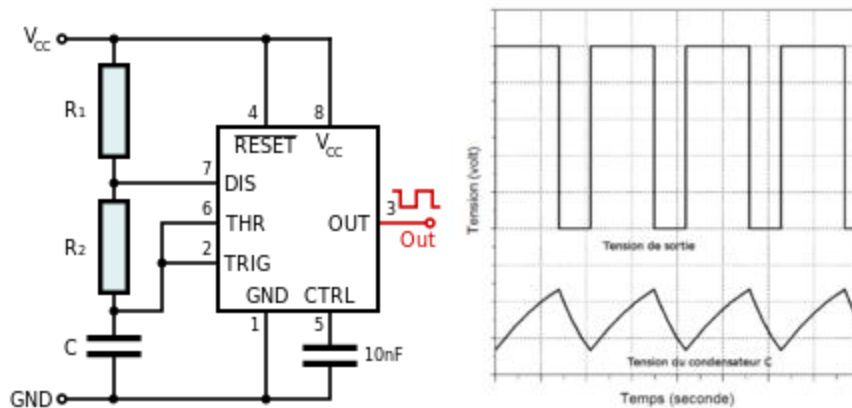 VCC
R1
R2
C
GND
4
8
RESET
VCC
7
DIS
6
THR
2
TRIG
OUT
3
Out
GND
CTRL
1
5
10nF
Tension (volt)
Tension de sortie
Tension du condensateur C
Temps (seconde)